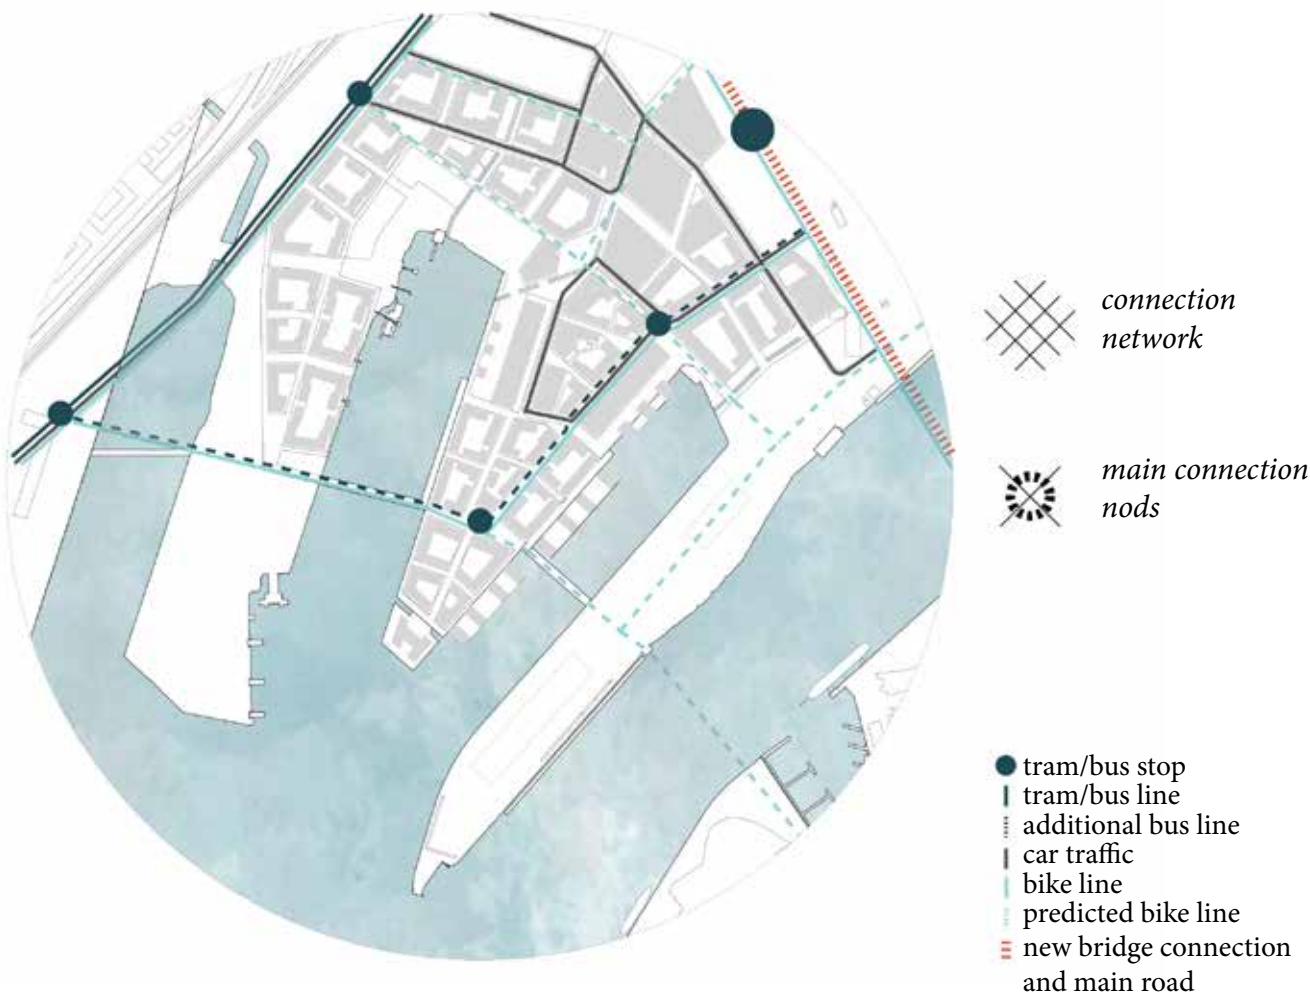 connection
network
main connection
nods
tram/bus stop
tram/bus line
additional bus line
car traffic
bike line
predicted bike line
new bridge connection
and main road